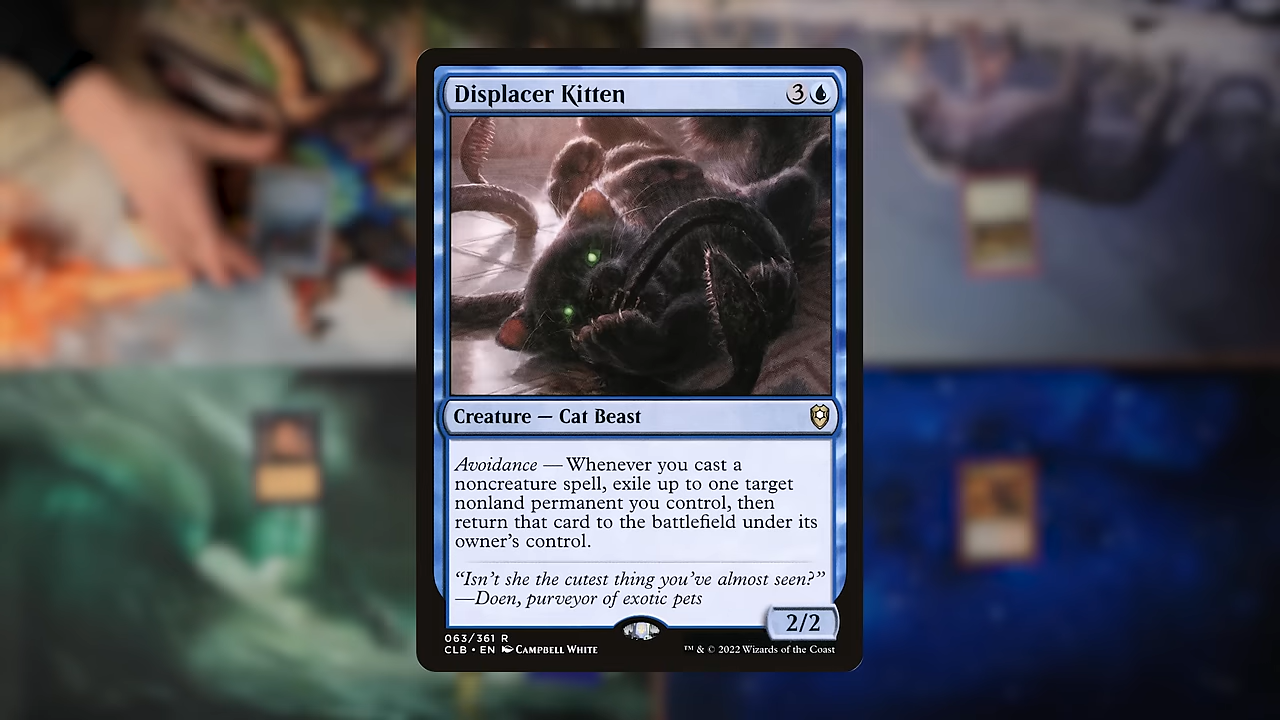 Displacer Kitten 3
Creature — Cat Beast
Avoidance — Whenever you cast a
noncreature spell, exile up to one target
nonland permanent you control, then
return that card to the battlefield under its
owner's control.
“Isn't she the cutest thing you've almost seen?”
—Doen, purveyor of exotic pets
2/2
063/361 R
CLB • EN CAMPBELL WHITE
™ & © 2022 Wizards of the Coast